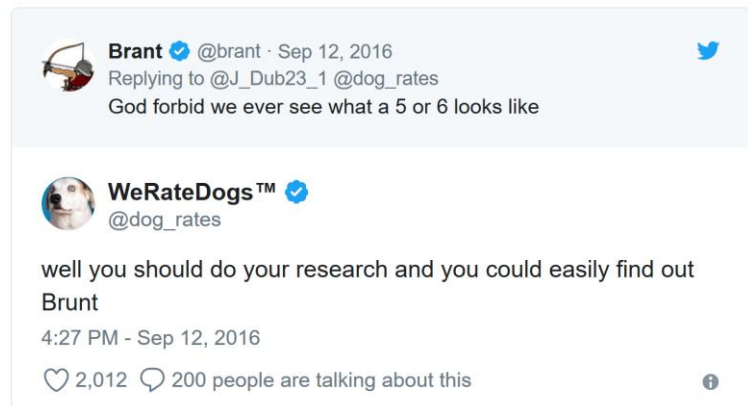 Brant @brant · Sep 12, 2016
Replying to @J_Dub23_1 @dog_rates
God forbid we ever see what a 5 or 6 looks like
WeRateDogs™
@dog_rates
well you should do your research and you could easily find out
Brunt
4:27 PM - Sep 12, 2016
2,012 200 people are talking about this